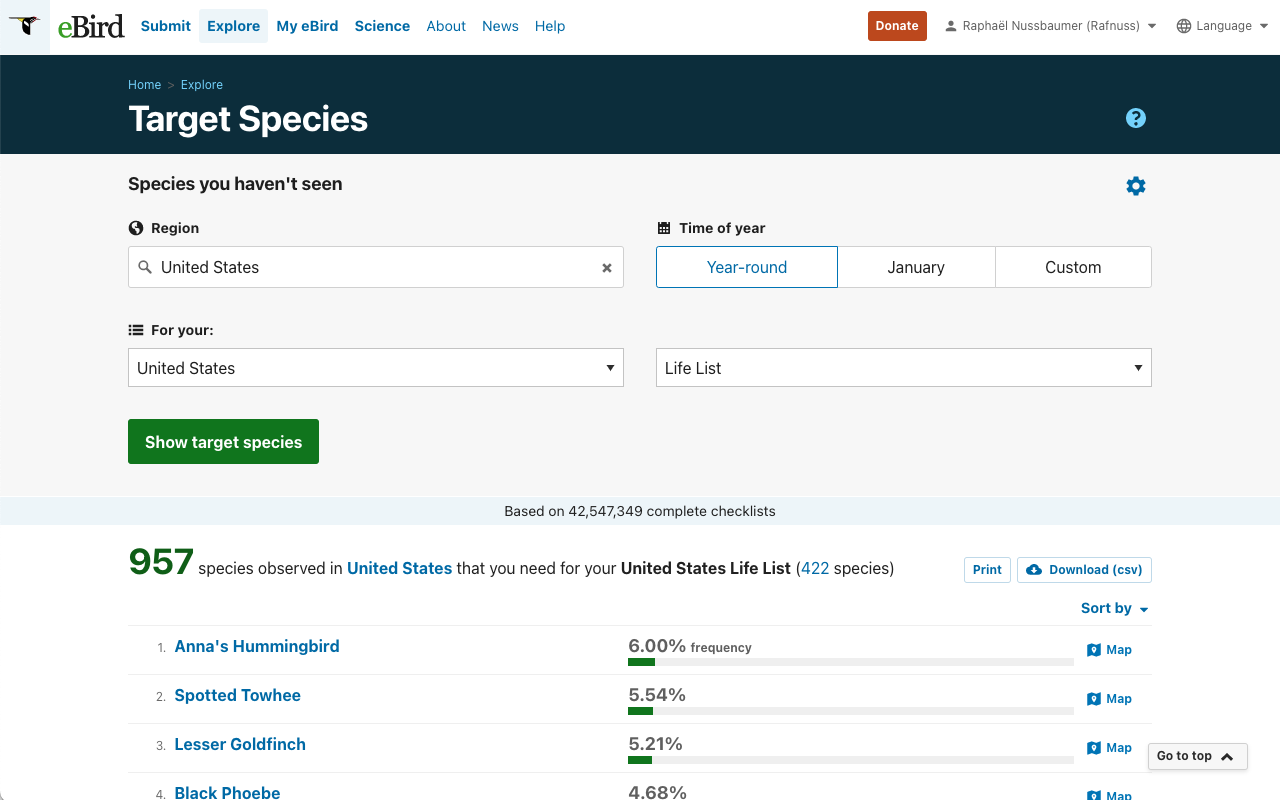 eBird Submit Explore My eBird Science About News Help Donate Raphaël Nussbaumer (Rafnuss) Language
Home > Explore
Target Species
Species you haven't seen
Region
Time of year
United States
Year-round January Custom
For your:
United States
Life List
Show target species
Based on 42,547,349 complete checklists
957 species observed in United States that you need for your United States Life List (422 species)
Print Download (csv)
Sort by
1. Anna's Hummingbird 6.00% frequency Map
2. Spotted Towhee 5.54% Map
3. Lesser Goldfinch 5.21% Map
Go to top
4. Black Phoebe 4.68% Map